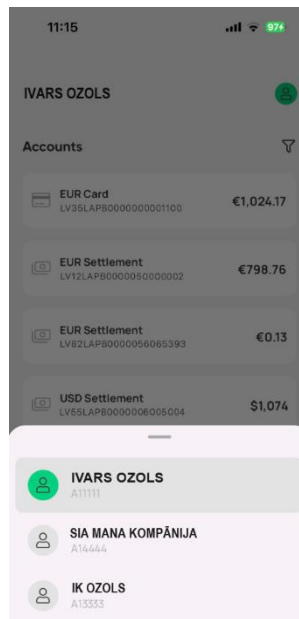 11:15
97
IVARS OZOLS
Accounts
EUR Card
LV35LAPB0000000001100
€1,024.17
EUR Settlement
LV12LAPB0000050000002
€798.76
EUR Settlement
LV82LAPB0000056065393
€0.13
USD Settlement
LV55LAPB0000006005004
$1,074
IVARS OZOLS
A11111
SIA MANA KOMPĀNIJA
A14444
IK OZOLS
A13333